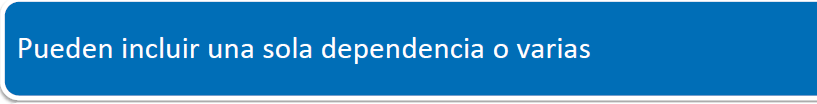 Pueden incluir una sola dependencia o varias